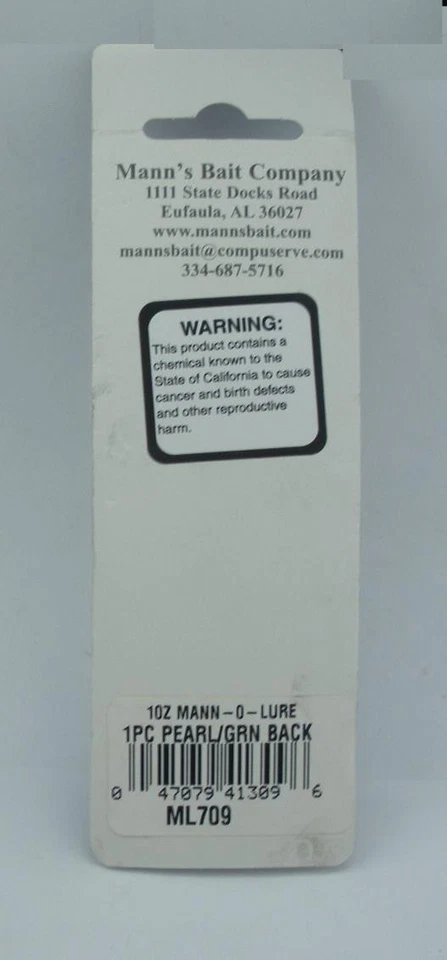 Mann's Bait Company
1111 State Docks Road
Eufaula, AL 36027
www.mannsbait.com
mannsbait@compuserve.com
334-687-5716
WARNING:
This product contains a
chemical known to the
State of California to cause
cancer and birth defects
and other reproductive
harm.
1OZ MANN-O-LURE
1PC PEARL/GRN BACK
0 47079 41309 6
ML709